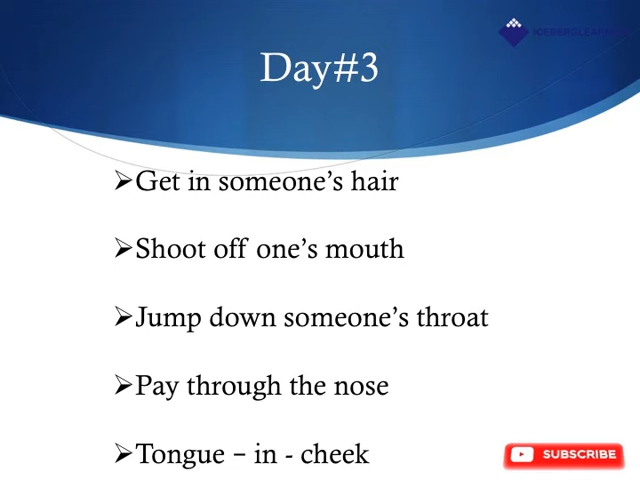 ICEBERGLEARNING
Day#3
➢Get in someone’s hair
➢Shoot off one’s mouth
➢Jump down someone’s throat
➢Pay through the nose
➢Tongue – in - cheek
SUBSCRIBE